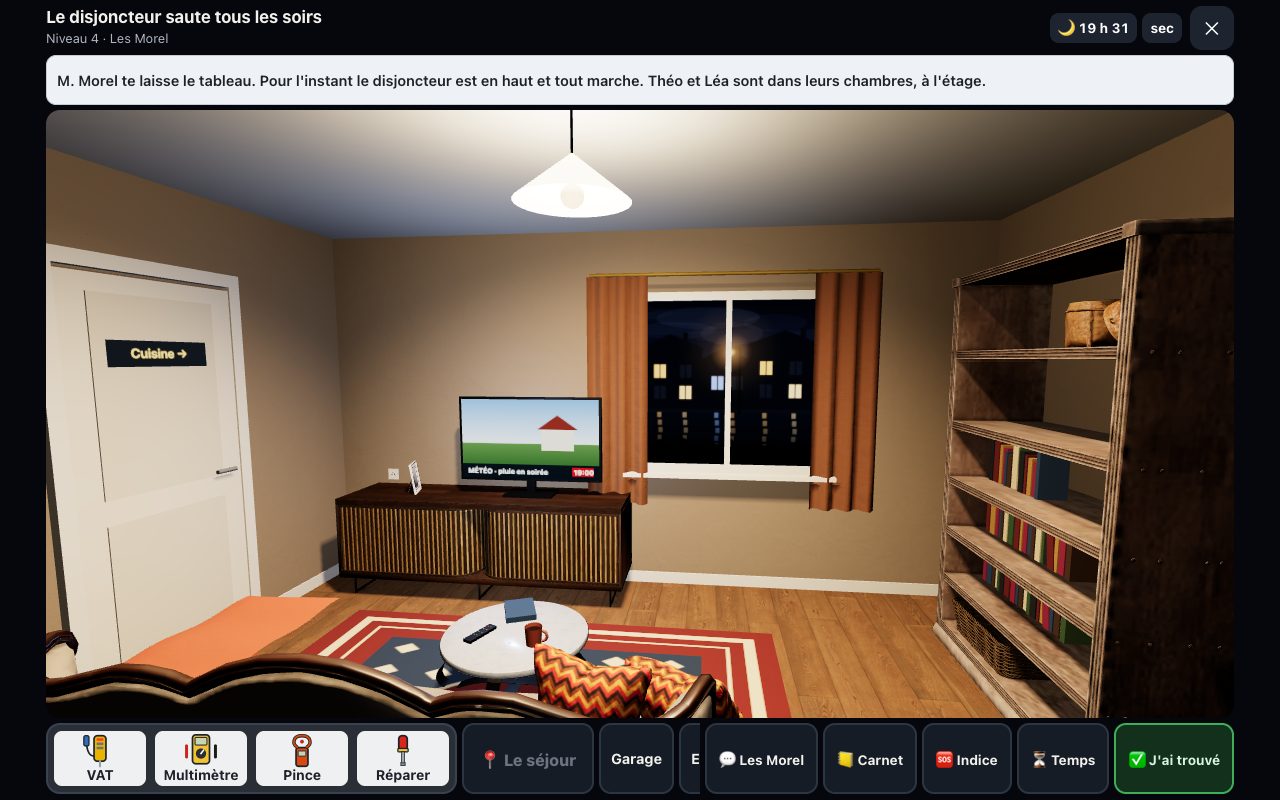 Le disjoncteur saute tous les soirs
Niveau 4 · Les Morel
🌙 19 h 31
sec
M. Morel te laisse le tableau. Pour l'instant le disjoncteur est en haut et tout marche. Théo et Léa sont dans leurs chambres, à l'étage.
Cuisine →
MÉTÉO - pluie en soirée
19:00
VAT
Multimètre
Pince
Réparer
Le séjour
Garage
Les Morel
Carnet
SOS Indice
Temps
J'ai trouvé